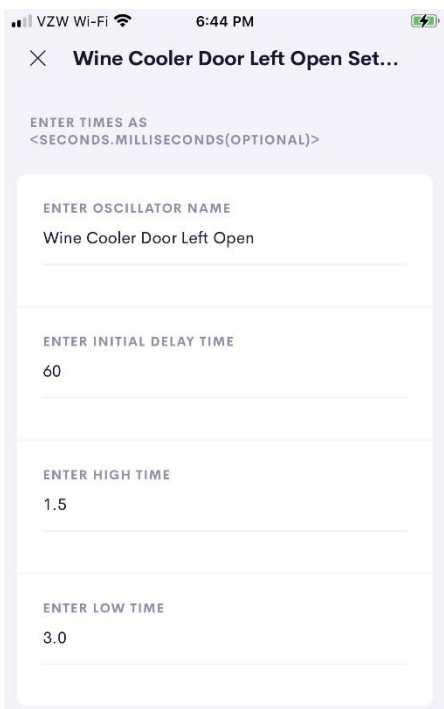 VZW Wi-Fi 6:44 PM
Wine Cooler Door Left Open Set...
ENTER TIMES AS
<SECONDS.MILLISECONDS(OPTIONAL)>
ENTER OSCILLATOR NAME
Wine Cooler Door Left Open
ENTER INITIAL DELAY TIME
60
ENTER HIGH TIME
1.5
ENTER LOW TIME
3.0